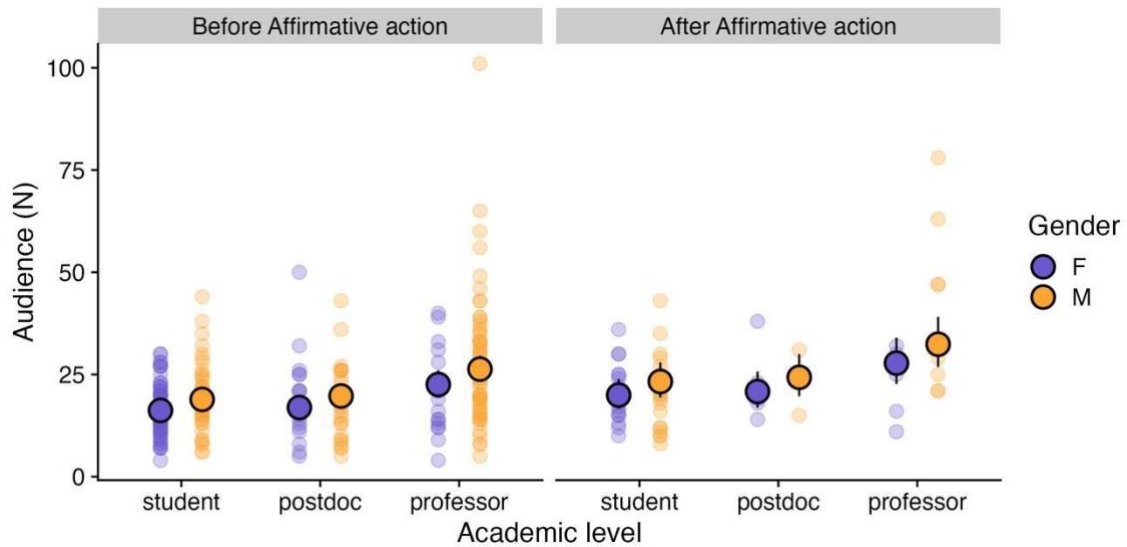 Before Affirmative action
After Affirmative action
Audience (N)
100
75
50
25
0
student
postdoc
professor
student
postdoc
professor
Academic level
Gender
F
M